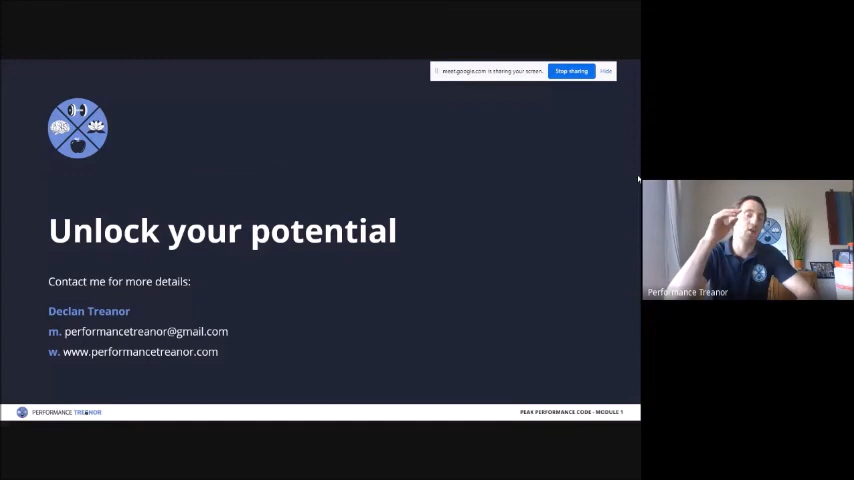 meet.google.com is sharing your screen. Stop sharing Hide
Unlock your potential
Contact me for more details:
Declan Treanor
m. performancetreanor@gmail.com
w. www.performancetreanor.com
Performance Treanor
PERFORMANCE TREANOR
PEAK PERFORMANCE CODE - MODULE 1